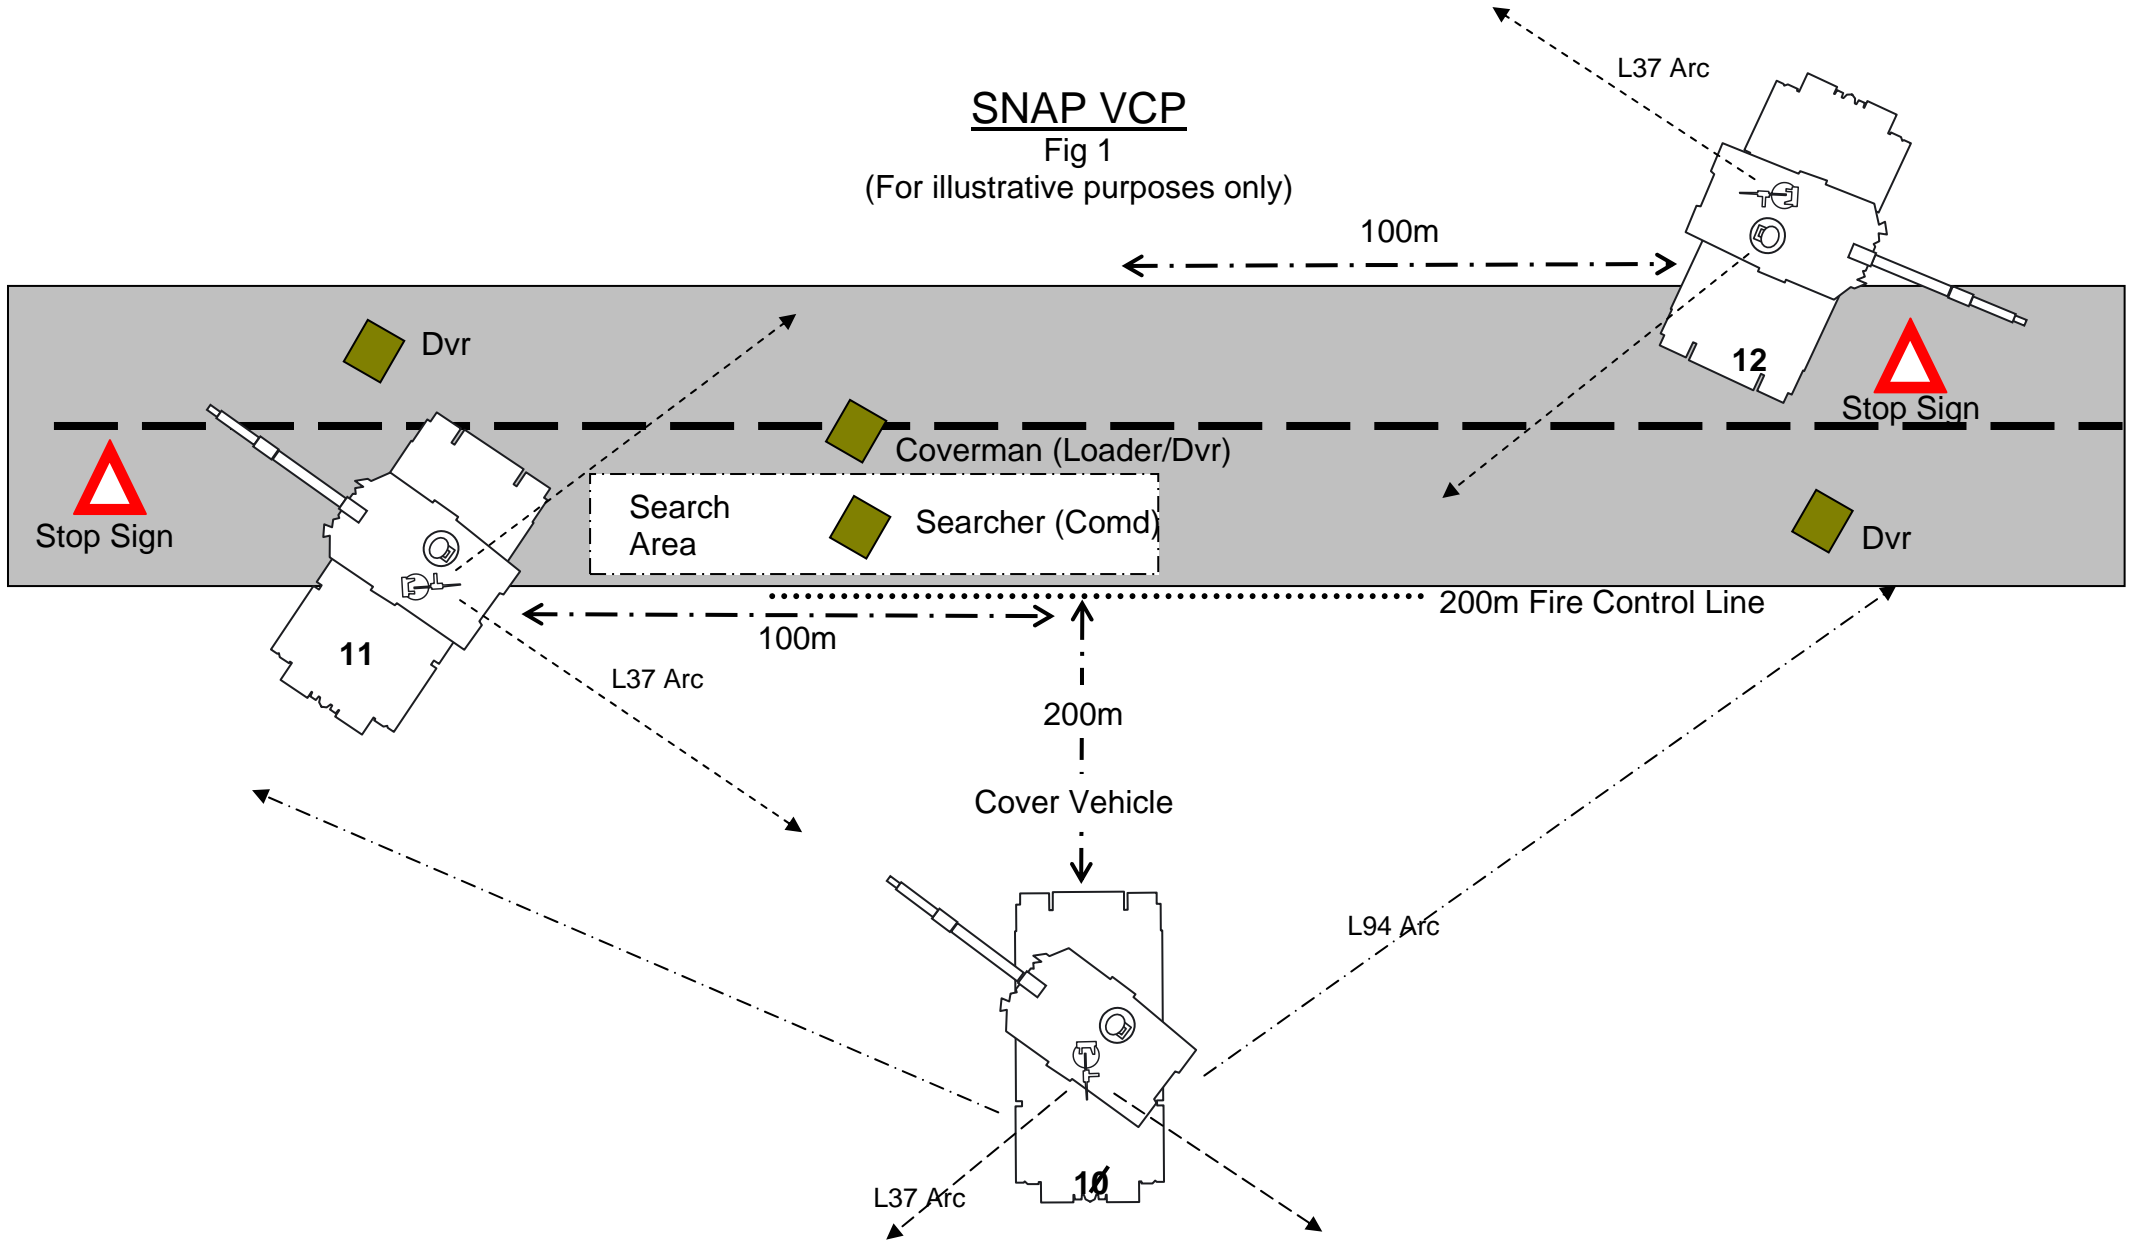 L37 Arc
SNAP VCP
Fig 1
(For illustrative purposes only)
100m
Dvr
12
Stop Sign
Coverman (Loader/Dvr)
Search
Area
Searcher (Comd)
Stop Sign
Dvr
200m Fire Control Line
100m
11
L37 Arc
200m
Cover Vehicle
L94 Arc
10
L37 Arc